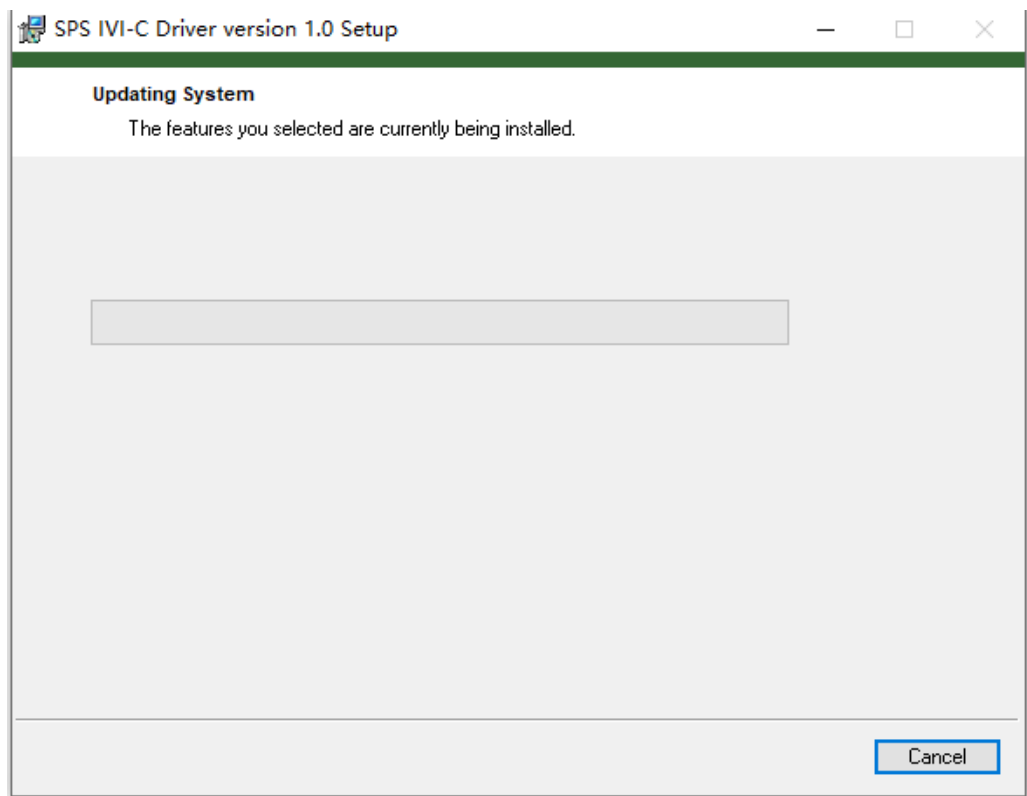 SPS IVI-C Driver version 1.0 Setup
Updating System
The features you selected are currently being installed.
Cancel